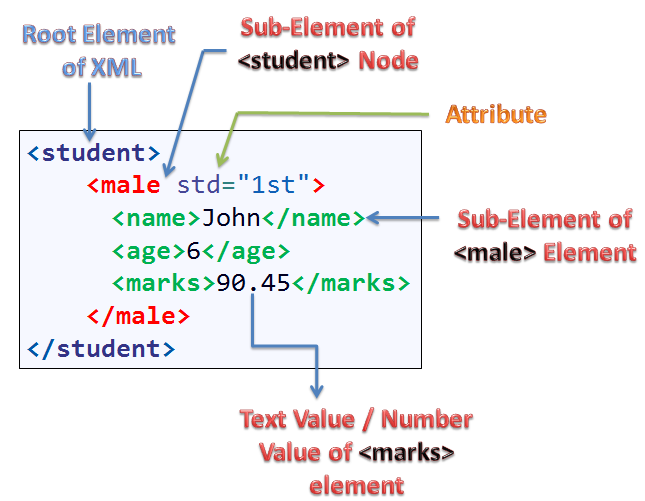 Root Element
of XML
Sub-Element of
<student> Node
Attribute
<student>
<male std="1st">
<name>John</name>
<age>6</age>
<marks>90.45</marks>
</male>
</student>
Sub-Element of
<male> Element
Text Value / Number
Value of <marks>
element